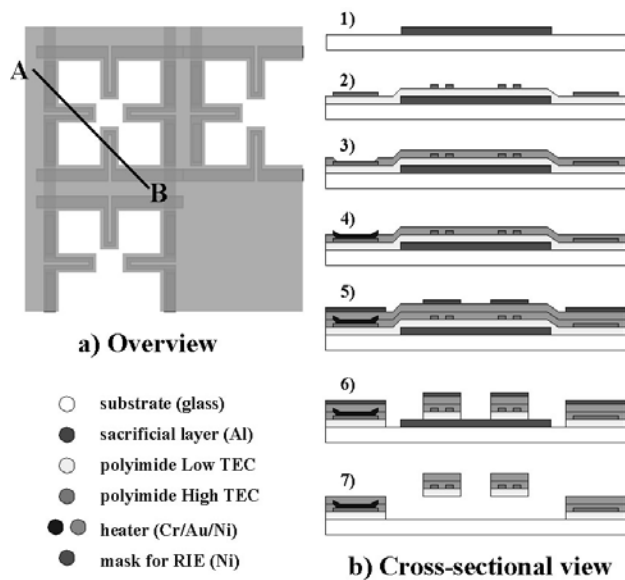 A
B
a) Overview
substrate (glass)
sacrificial layer (Al)
polyimide Low TEC
polyimide High TEC
heater (Cr/Au/Ni)
mask for RIE (Ni)
1)
2)
3)
4)
5)
6)
7)
b) Cross-sectional view